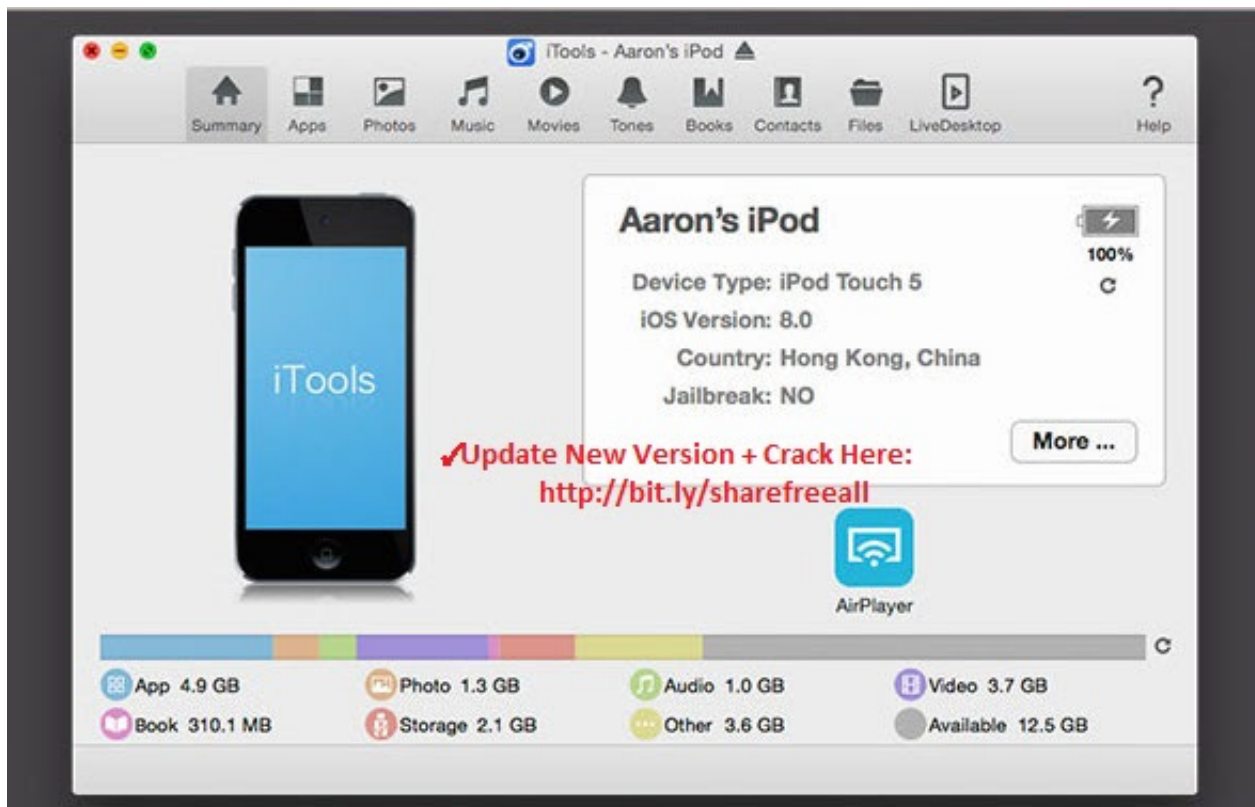 iTools - Aaron's iPod
Summary Apps Photos Music Movies Tones Books Contacts Files LiveDesktop Help
iTools
Aaron's iPod
100%
Device Type: iPod Touch 5
iOS Version: 8.0
Country: Hong Kong, China
Jailbreak: NO
More ...
✔Update New Version + Crack Here:
http://bit.ly/sharefreeall
AirPlayer
App 4.9 GB Photo 1.3 GB Audio 1.0 GB Video 3.7 GB
Book 310.1 MB Storage 2.1 GB Other 3.6 GB Available 12.5 GB